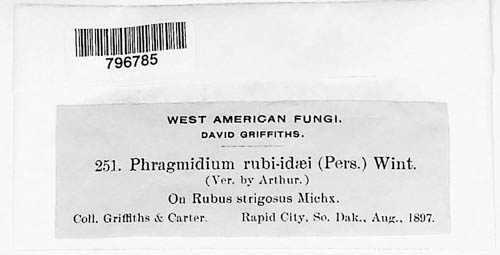 796785
WEST AMERICAN FUNGI.
DAVID GRIFFITHS.
251. Phragmidium rubi-idæi (Pers.) Wint.
(Ver. by Arthur.)
On Rubus strigosus Michx.
Coll. Griffiths & Carter. Rapid City, So. Dak., Aug., 1897.